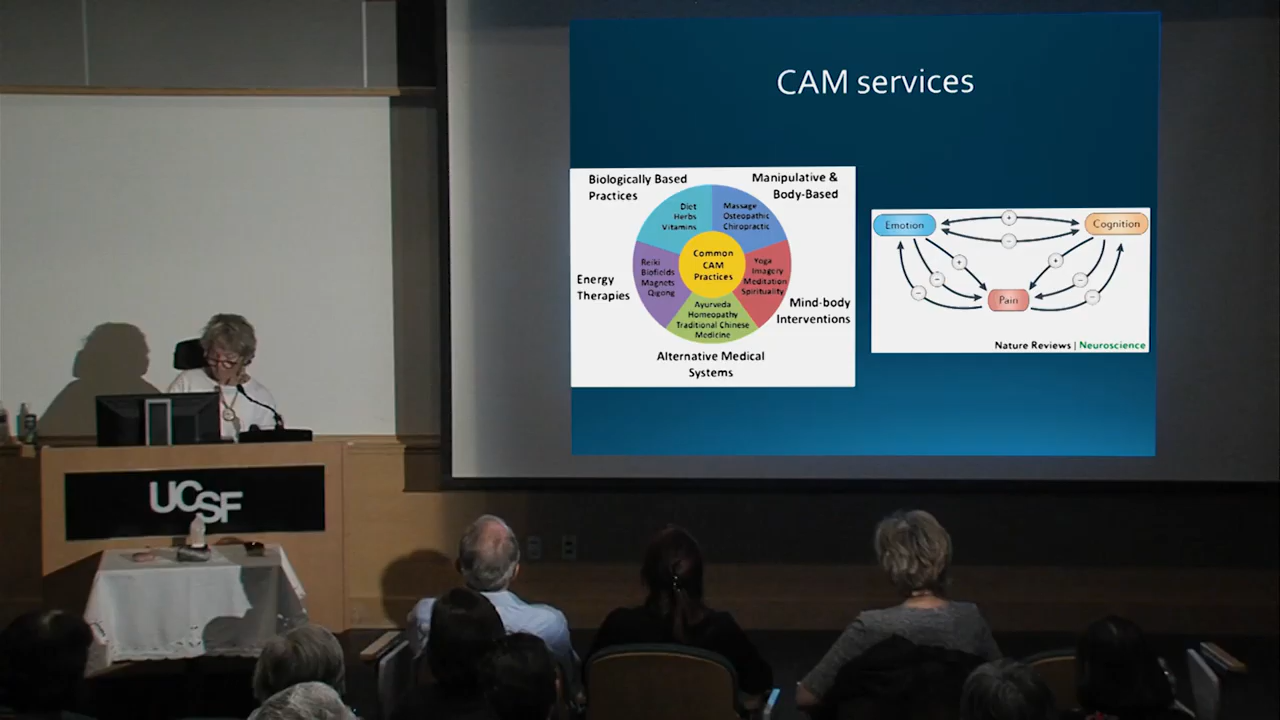 CAM services
Biologically Based
Practices
Manipulative &
Body-Based
Diet
Herbs
Vitamins
Massage
Osteopathic
Chiropractic
Common
CAM
Practices
Reiki
Biofields
Magnets
Qigong
Yoga
Imagery
Meditation
Spirituality
Energy
Therapies
Mind-body
Interventions
Ayurveda
Homeopathy
Traditional Chinese
Medicine
Alternative Medical
Systems
Emotion
Cognition
+
−
+
+
−
−
−
−
Pain
Nature Reviews | Neuroscience
UCSF